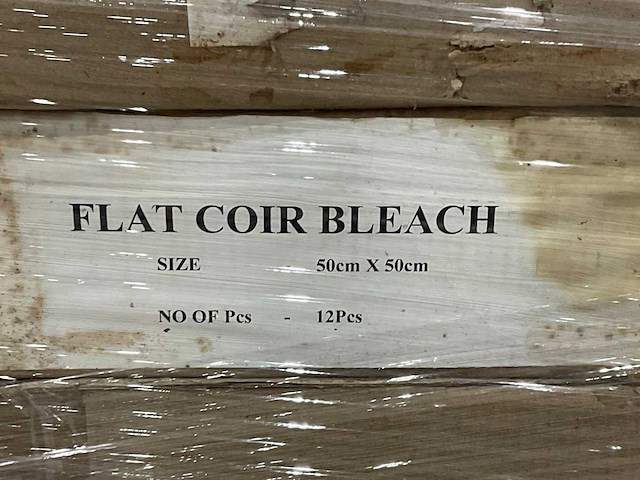 FLAT COIR BLEACH
SIZE 50cm X 50cm
NO OF Pcs - 12Pcs